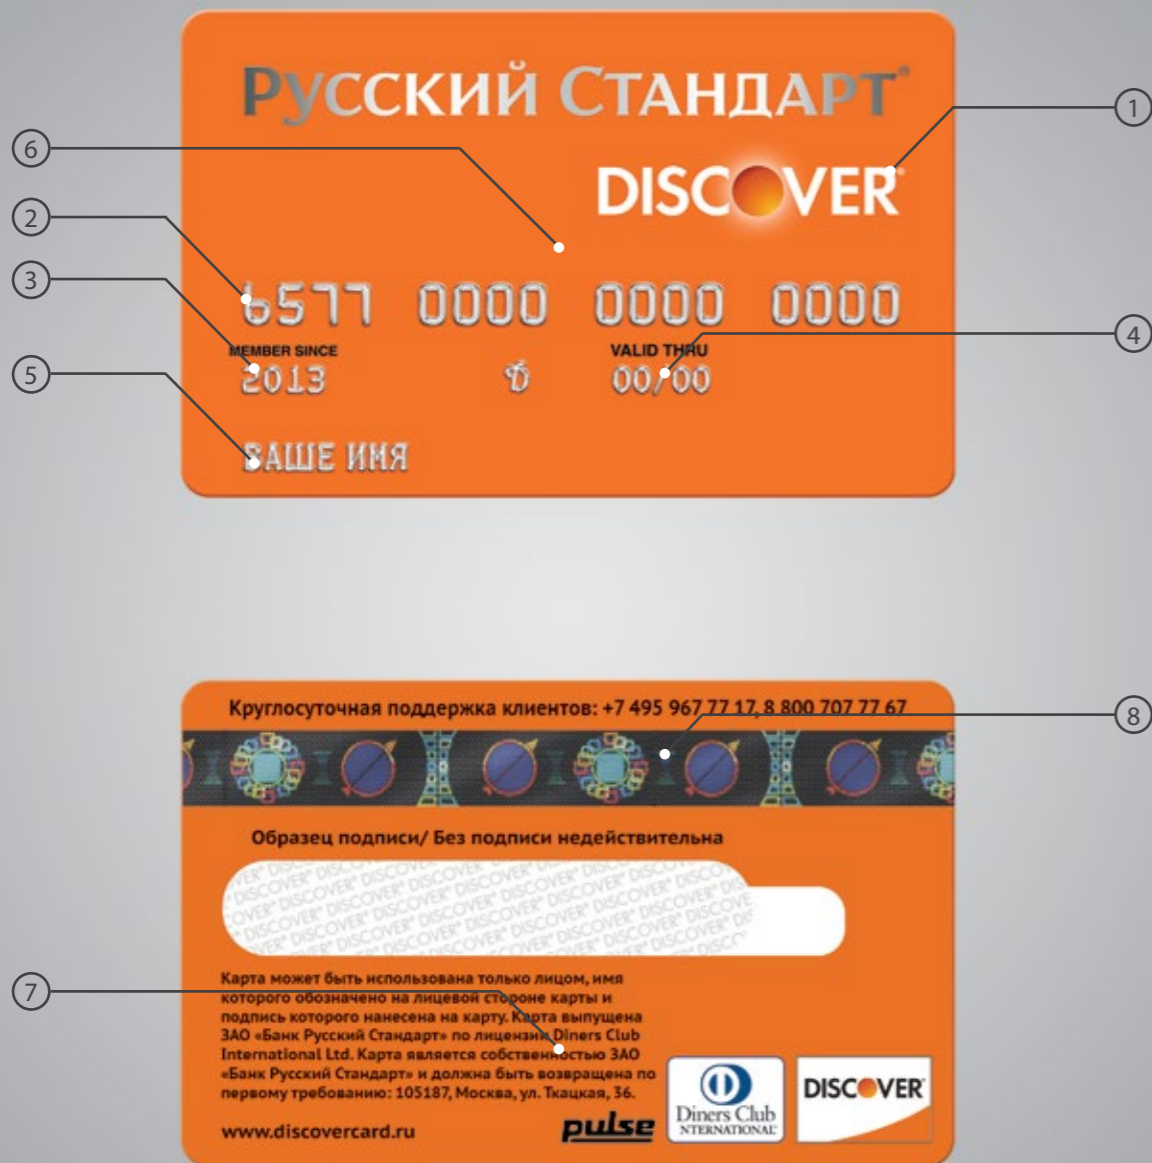 РУССКИЙ СТАНДАРТ®
1
6
DISCOVER®
2
3
6577 0000 0000 0000
4
MEMBER SINCE VALID THRU
2013 D 00/00
5
ВАШЕ ИМЯ
Круглосуточная поддержка клиентов: +7 495 967 77 17, 8 800 707 77 67
8
Образец подписи/ Без подписи недействительна
DISCOVER® DISCOVER® DISCOVER® DISCOVER®
7
Карта может быть использована только лицом, имя
которого обозначено на лицевой стороне карты и
подпись которого нанесена на карту. Карта выпущена
ЗАО «Банк Русский Стандарт» по лицензии Diners Club
International Ltd. Карта является собственностью ЗАО
«Банк Русский Стандарт» и должна быть возвращена по
первому требованию: 105187, Москва, ул. Ткацкая, 36.
www.discovercard.ru
pulse
Diners Club
INTERNATIONAL
DISCOVER